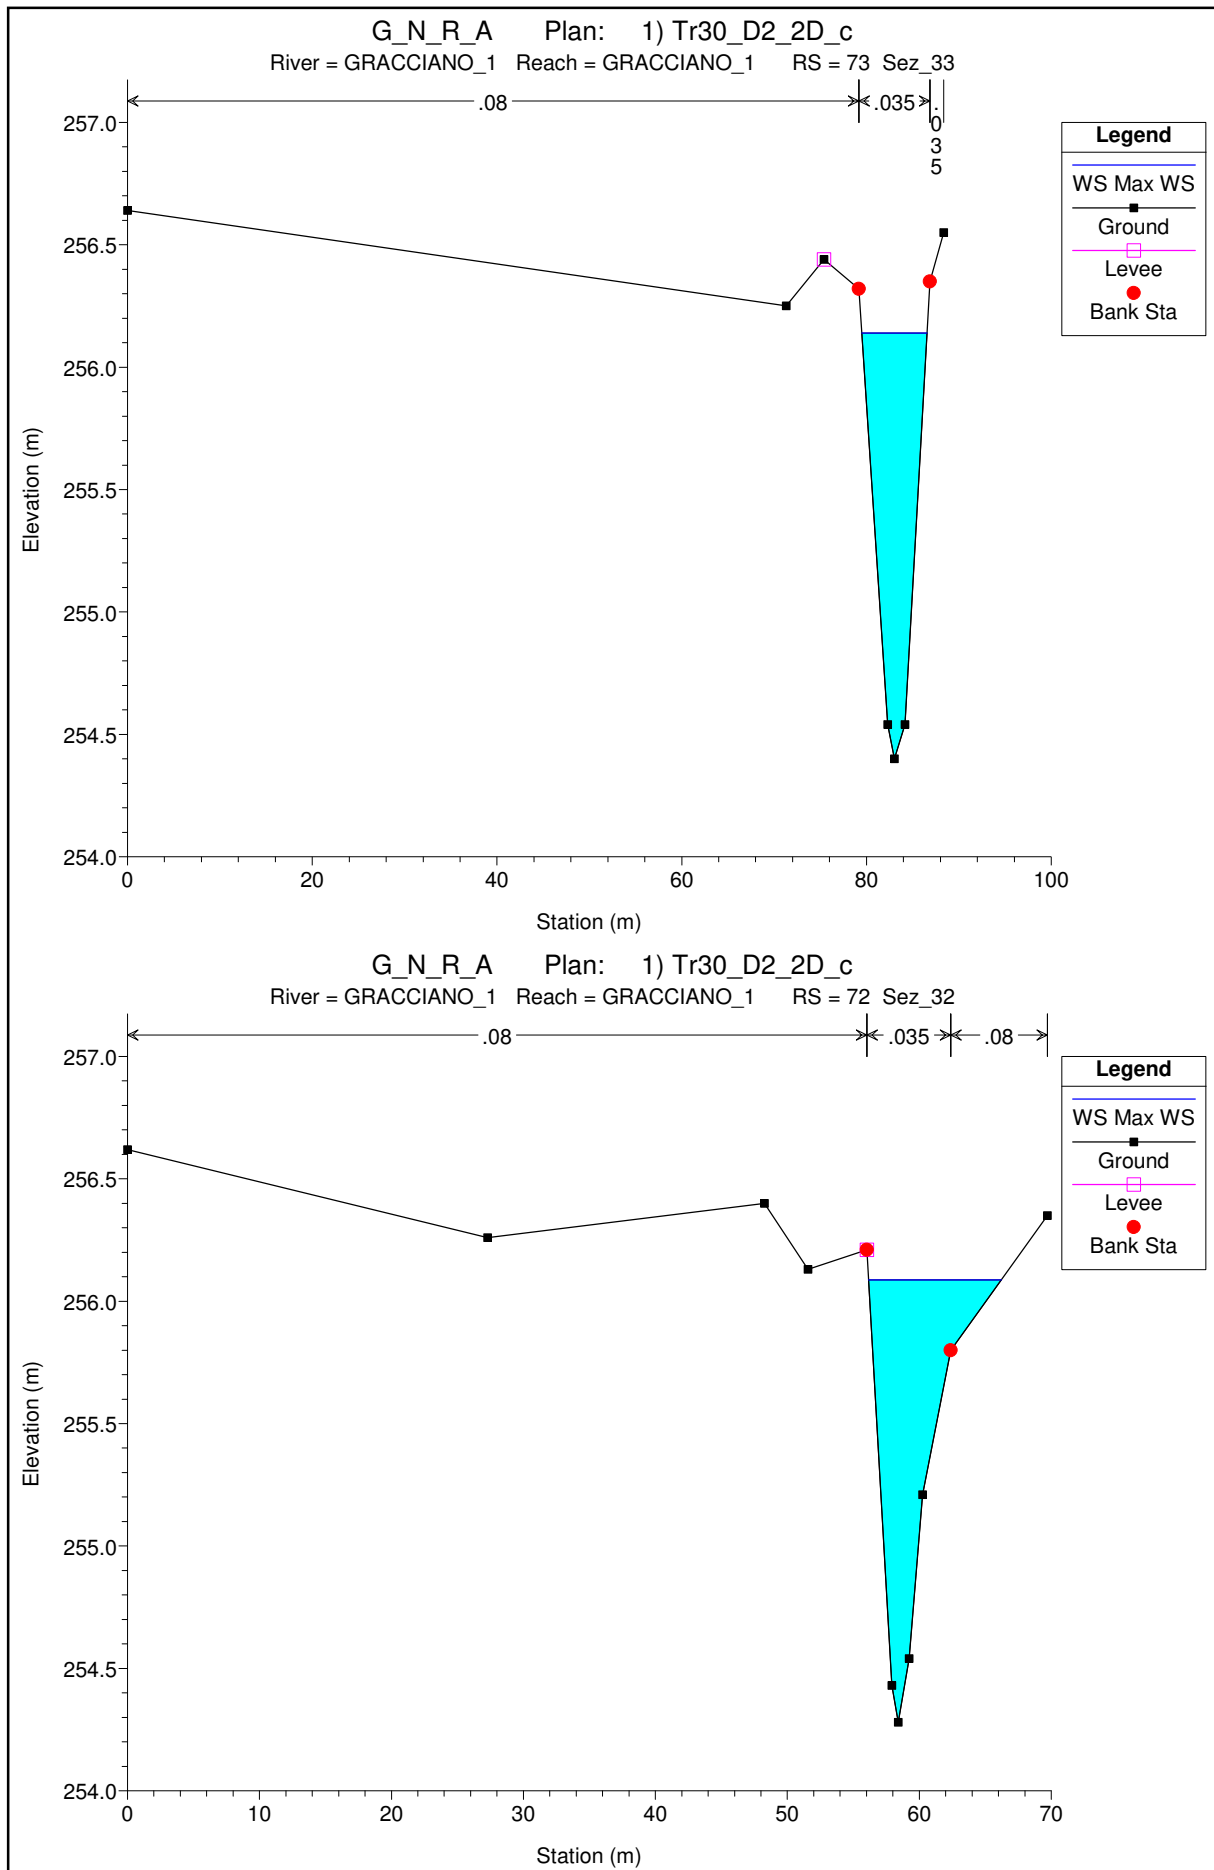 G_N_R_A Plan: 1) Tr30_D2_2D_c
River = GRACCIANO_1 Reach = GRACCIANO_1 RS = 73 Sez_33
.08
.035
.035
257.0
256.5
256.0
255.5
255.0
254.5
254.0
Elevation (m)
0 20 40 60 80 100
Station (m)
Legend
WS Max WS
Ground
Levee
Bank Sta
G_N_R_A Plan: 1) Tr30_D2_2D_c
River = GRACCIANO_1 Reach = GRACCIANO_1 RS = 72 Sez_32
.08
.035
.08
257.0
256.5
256.0
255.5
255.0
254.5
254.0
Elevation (m)
0 10 20 30 40 50 60 70
Station (m)
Legend
WS Max WS
Ground
Levee
Bank Sta